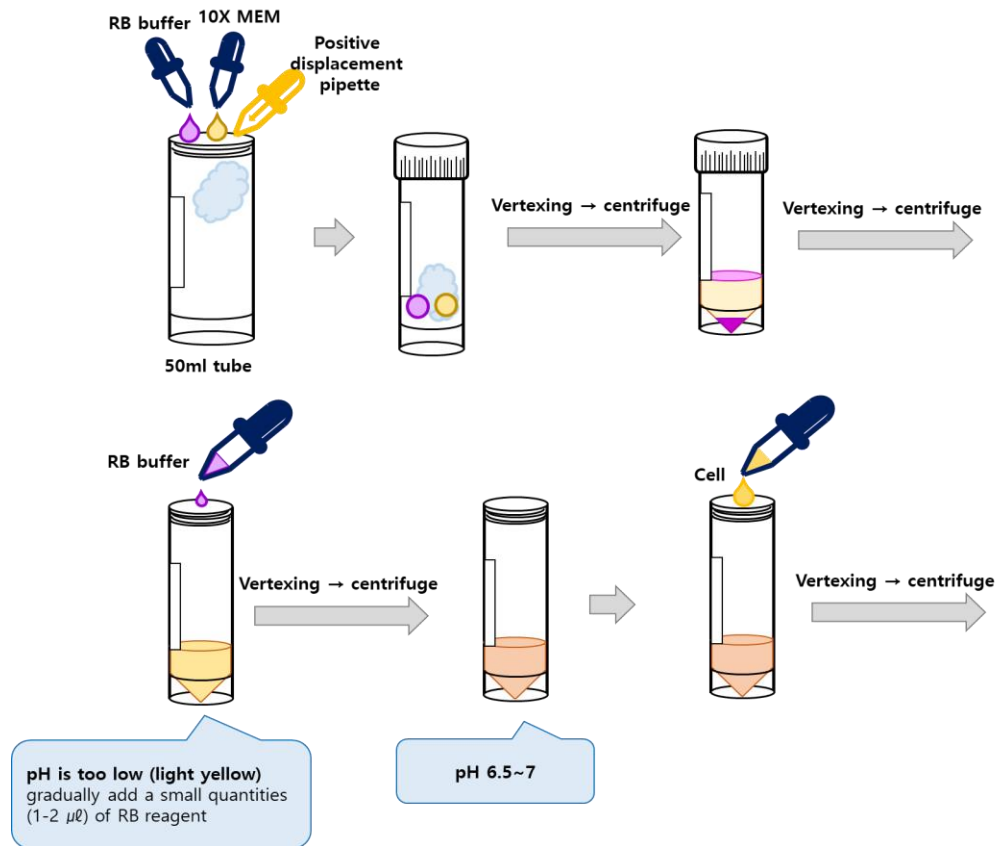 RB buffer
10X MEM
Positive
displacement
pipette
Vertexing → centrifuge
Vertexing → centrifuge
50ml tube
RB buffer
Cell
Vertexing → centrifuge
Vertexing → centrifuge
pH is too low (light yellow)
gradually add a small quantities
(1-2 ㎕) of RB reagent
pH 6.5~7